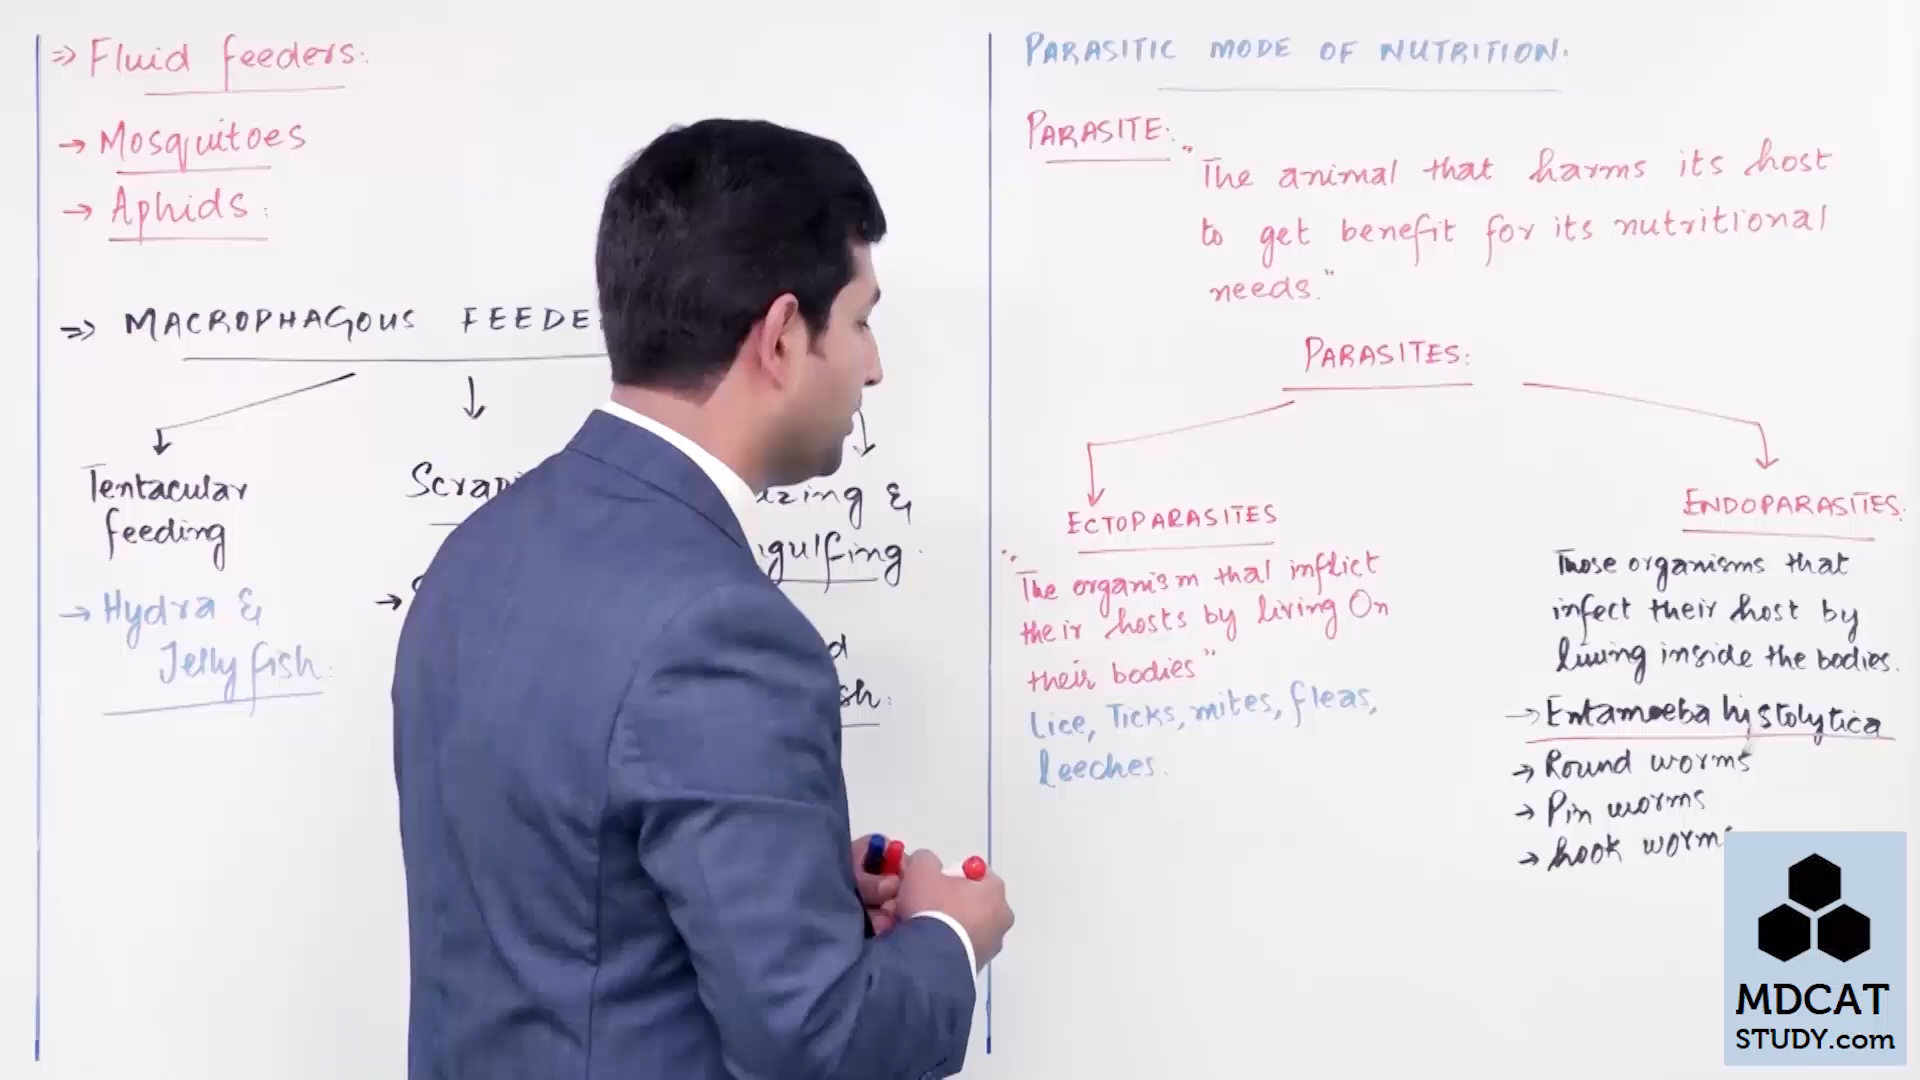 ⇒ Fluid feeders:
→ Mosquitoes
→ Aphids:
⇒ MACROPHAGOUS FEEDE
Tentacular
feeding
→ Hydra &
Jelly fish:
Scrapi
→
izing &
gulfing.
d
sh:
PARASITIC MODE OF NUTRITION.
PARASITE:
"The animal that harms its host
to get benefit for its nutritional
needs."
PARASITES:
ECTOPARASITES
"The organism that inflict
their hosts by living On
their bodies"
Lice, Ticks, mites, fleas,
leeches.
ENDOPARASITES:
Those organisms that
infect their host by
living inside the bodies.
→ Entamoeba histolytica
→ Round worms
→ Pin worms
→ hook worms
MDCAT
STUDY.com